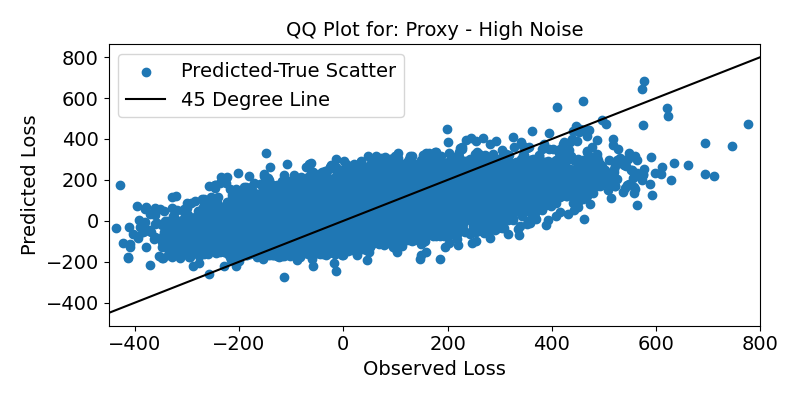 QQ Plot for: Proxy - High Noise
Predicted-True Scatter
45 Degree Line
Predicted Loss
800
600
400
200
0
−200
−400
−400 −200 0 200 400 600 800
Observed Loss